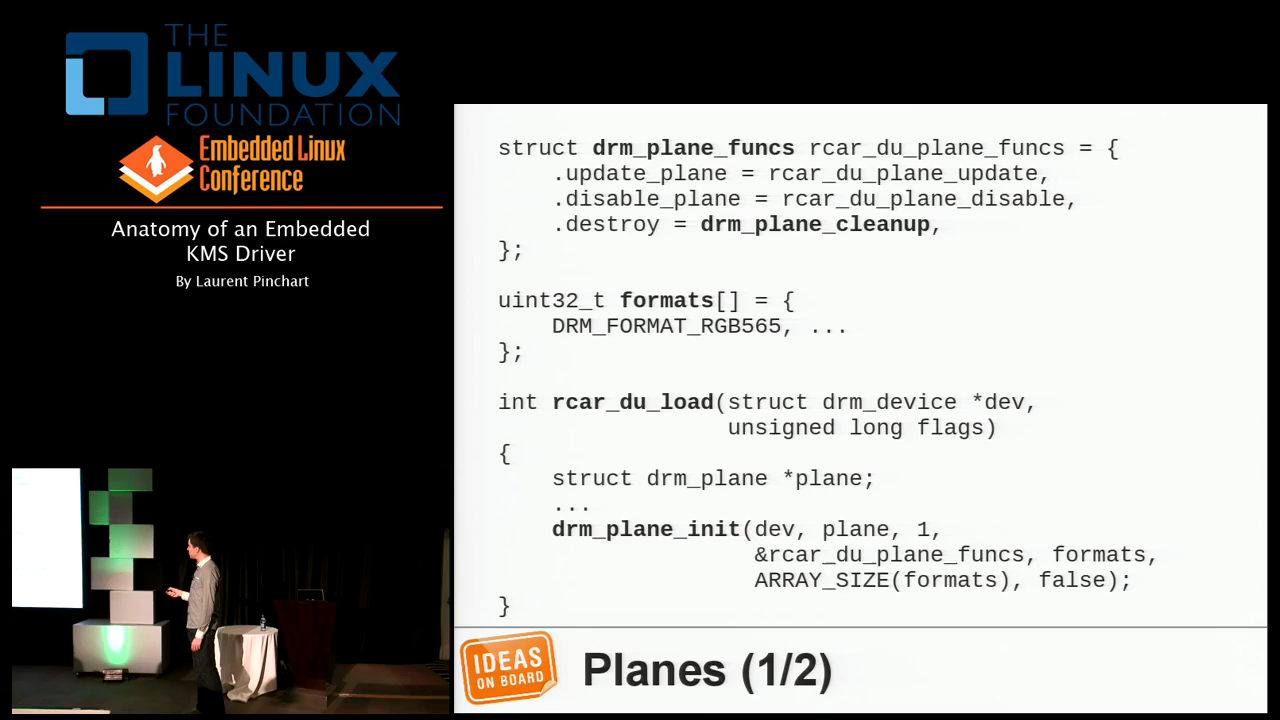 THE
LINUX
FOUNDATION
Embedded Linux
Conference
Anatomy of an Embedded
KMS Driver
By Laurent Pinchart
struct drm_plane_funcs rcar_du_plane_funcs = {
    .update_plane = rcar_du_plane_update,
    .disable_plane = rcar_du_plane_disable,
    .destroy = drm_plane_cleanup,
};
uint32_t formats[] = {
    DRM_FORMAT_RGB565, ...
};
int rcar_du_load(struct drm_device *dev,
                 unsigned long flags)
{
    struct drm_plane *plane;
    ...
    drm_plane_init(dev, plane, 1,
                   &rcar_du_plane_funcs, formats,
                   ARRAY_SIZE(formats), false);
}
IDEAS
ON BOARD
Planes (1/2)